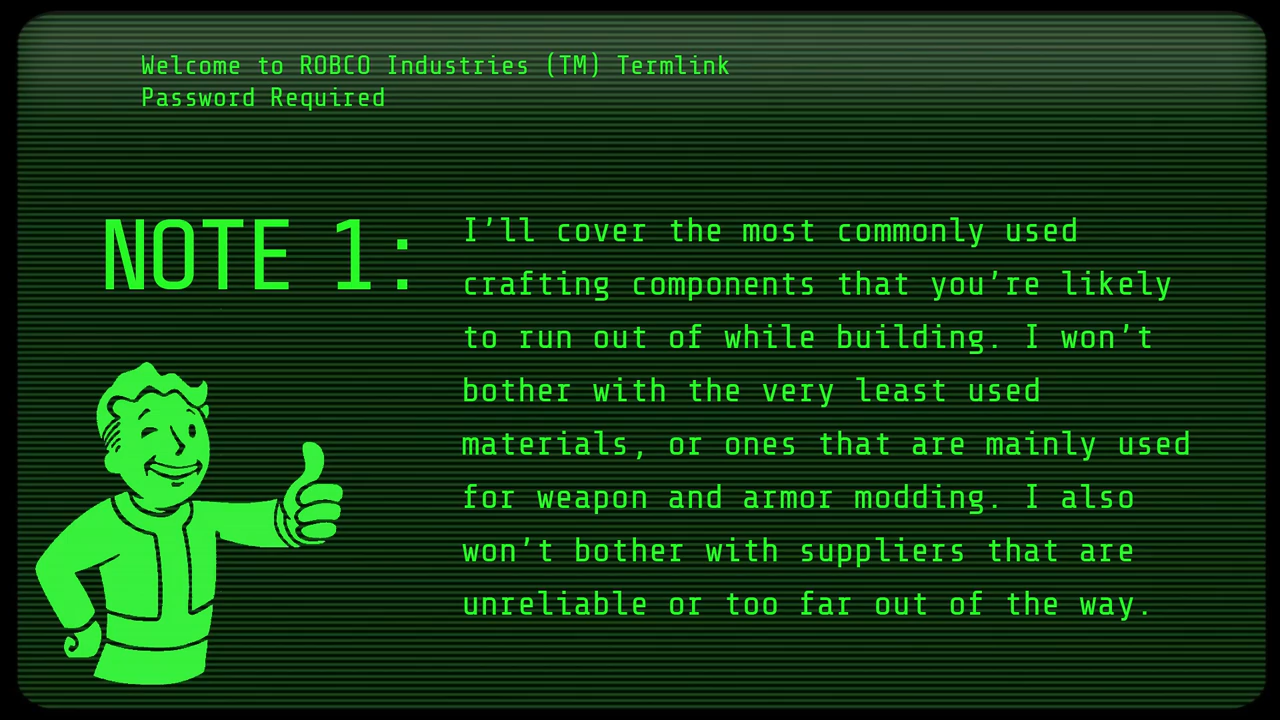 Welcome to ROBCO Industries (TM) Termlink
Password Required
NOTE 1:
I’ll cover the most commonly used
crafting components that you’re likely
to run out of while building. I won’t
bother with the very least used
materials, or ones that are mainly used
for weapon and armor modding. I also
won’t bother with suppliers that are
unreliable or too far out of the way.